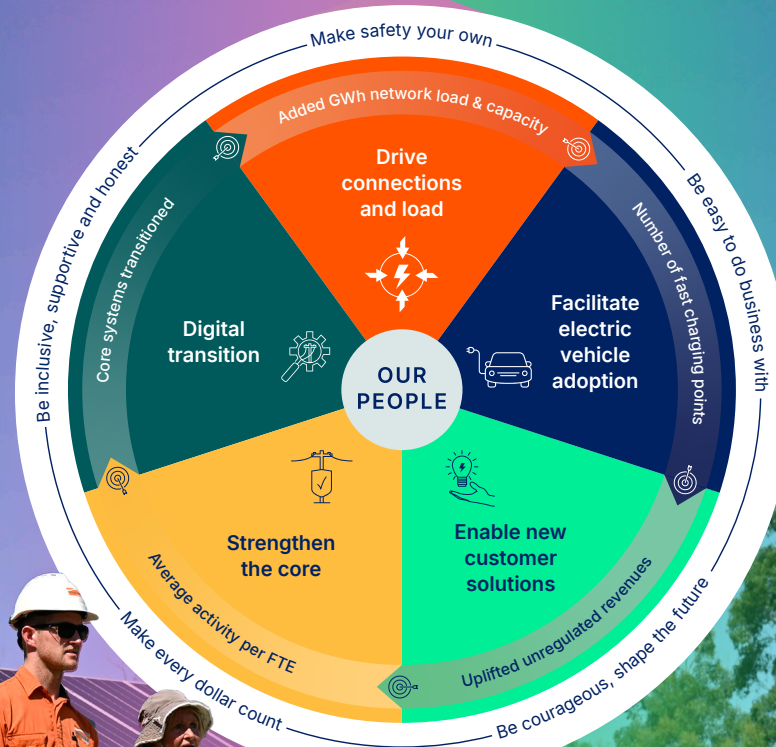 Make safety your own
Added GWh network load & capacity
Drive
connections
and load
Be easy to do business with
Number of fast charging points
Facilitate
electric
vehicle
adoption
Be courageous, shape the future
Uplifted unregulated revenues
Enable new
customer
solutions
Make every dollar count
Average activity per FTE
Strengthen
the core
Be inclusive, supportive and honest
Core systems transitioned
Digital
transition
OUR
PEOPLE